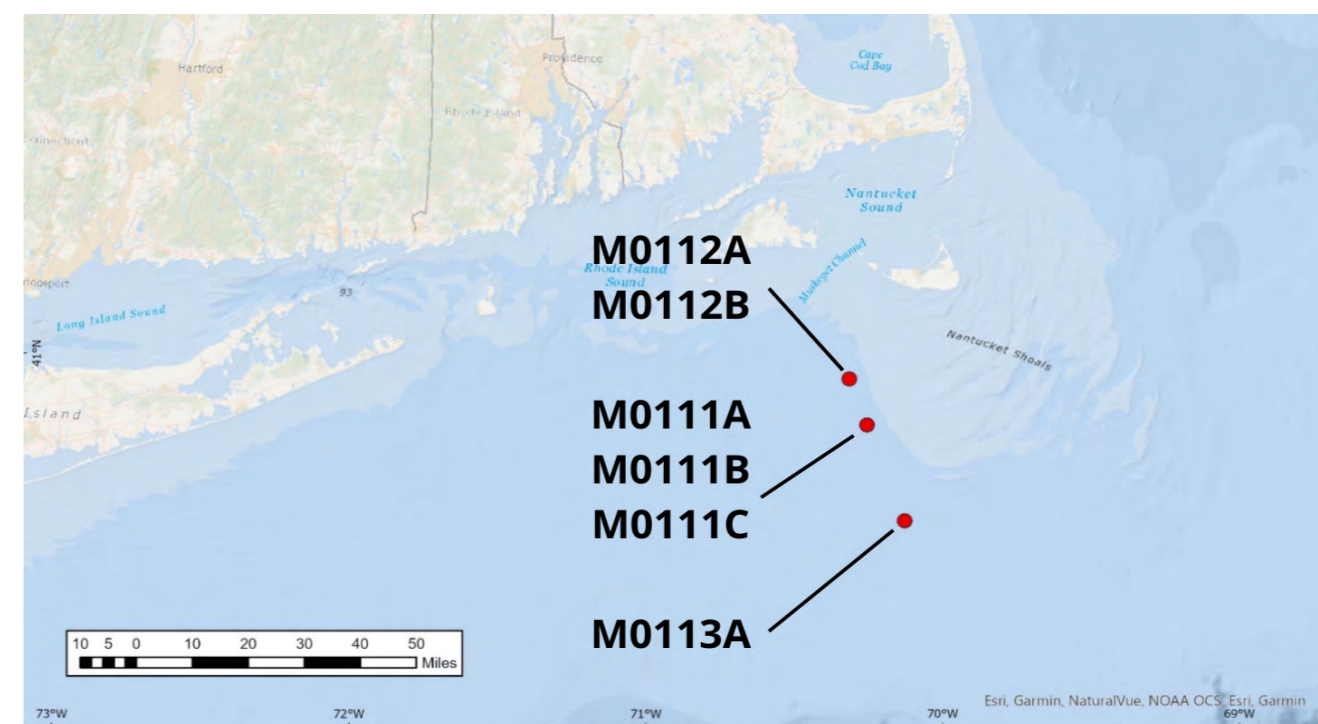 Hartford
Providence
Cape
Cod Bay
Rhode Island
onnecticut
Nantucket
Sound
M0112A
Rhode Island
Sound
M0112B
Muskeget Channel
93
Long Island Sound
Nantucket Shoals
41°N
Island
M0111A
M0111B
M0111C
M0113A
10 5 0 10 20 30 40 50
Miles
Esri, Garmin, NaturalVue, NOAA OCS, Esri, Garmin
73°W 72°W 71°W 70°W 69°W